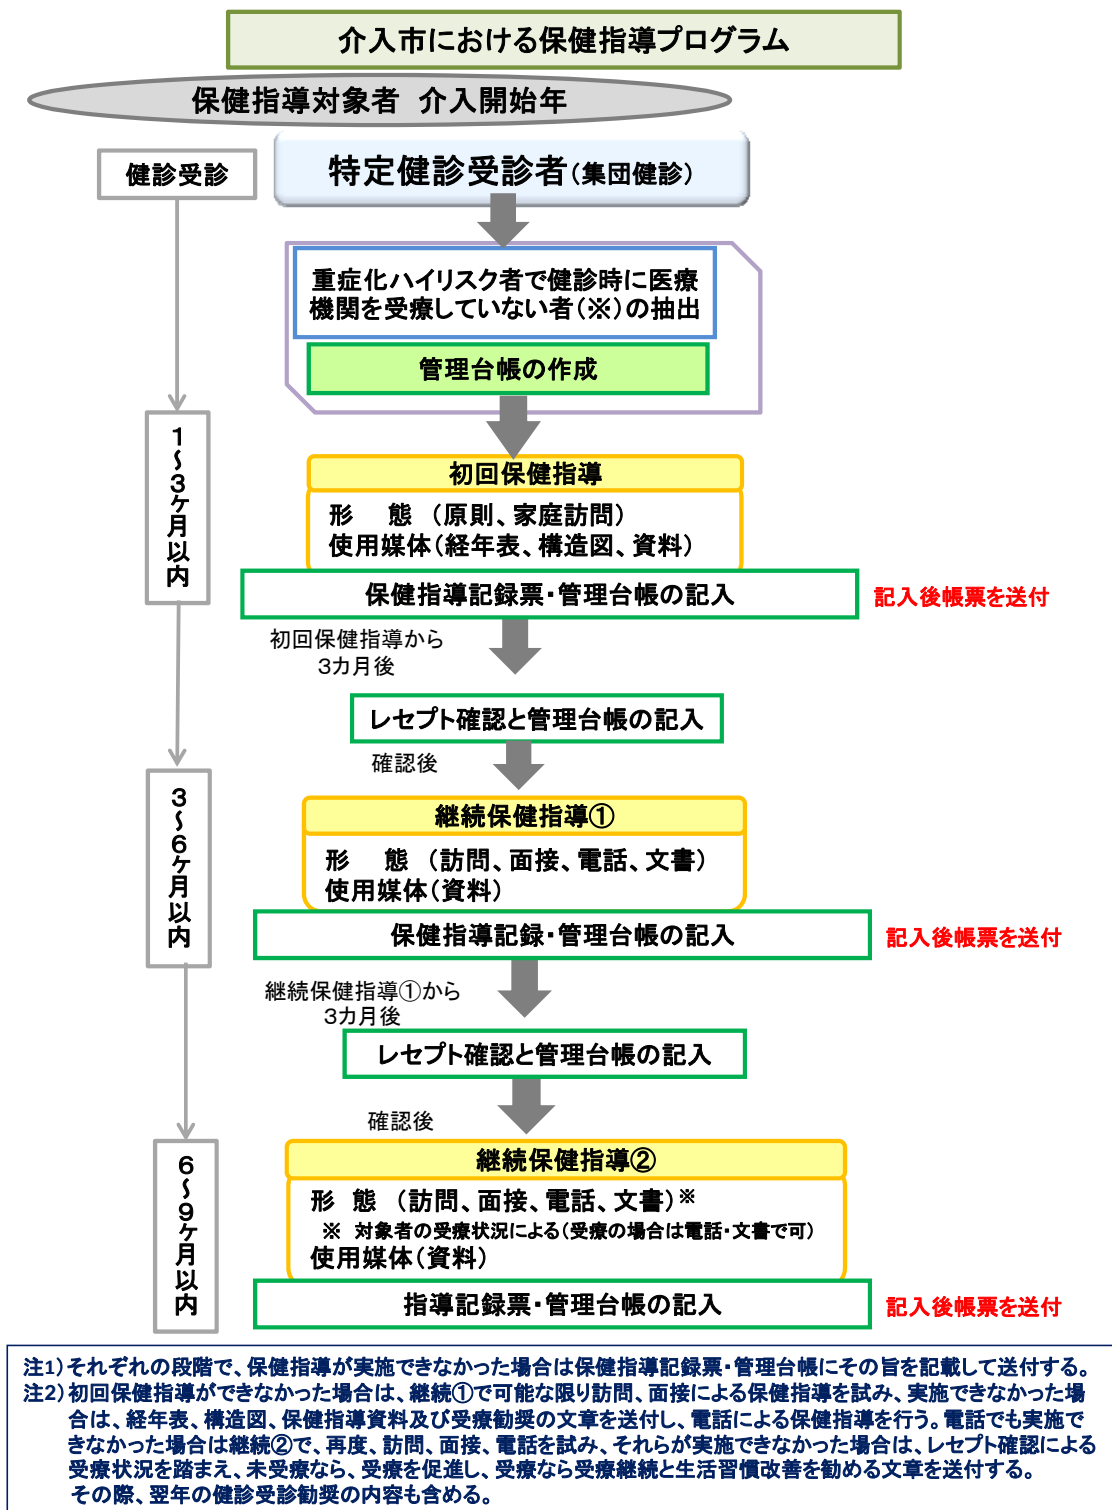 介入市における保健指導プログラム
保健指導対象者 介入開始年
健診受診
特定健診受診者(集団健診)
重症化ハイリスク者で健診時に医療
機関を受療していない者(※)の抽出
管理台帳の作成
1～3ヶ月以内
初回保健指導
形 態 (原則、家庭訪問)
使用媒体(経年表、構造図、資料)
保健指導記録票・管理台帳の記入
記入後帳票を送付
初回保健指導から
3カ月後
レセプト確認と管理台帳の記入
確認後
3～6ヶ月以内
継続保健指導①
形 態 (訪問、面接、電話、文書)
使用媒体(資料)
保健指導記録・管理台帳の記入
記入後帳票を送付
継続保健指導①から
3カ月後
レセプト確認と管理台帳の記入
確認後
6～9ヶ月以内
継続保健指導②
形 態 (訪問、面接、電話、文書)※
※ 対象者の受療状況による(受療の場合は電話・文書で可)
使用媒体(資料)
指導記録票・管理台帳の記入
記入後帳票を送付
注1)それぞれの段階で、保健指導が実施できなかった場合は保健指導記録票・管理台帳にその旨を記載して送付する。
注2)初回保健指導ができなかった場合は、継続①で可能な限り訪問、面接による保健指導を試み、実施できなかった場
合は、経年表、構造図、保健指導資料及び受療勧奨の文章を送付し、電話による保健指導を行う。電話でも実施で
きなかった場合は継続②で、再度、訪問、面接、電話を試み、それらが実施できなかった場合は、レセプト確認による
受療状況を踏まえ、未受療なら、受療を促進し、受療なら受療継続と生活習慣改善を勧める文章を送付する。
その際、翌年の健診受診勧奨の内容も含める。